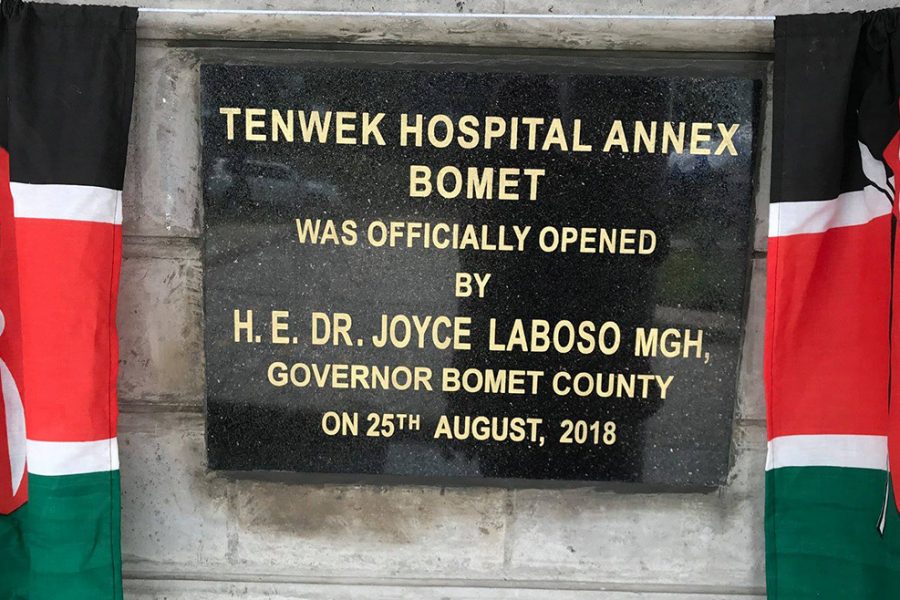 TENWEK HOSPITAL ANNEX
BOMET
WAS OFFICIALLY OPENED
BY
H. E. DR. JOYCE LABOSO MGH,
GOVERNOR BOMET COUNTY
ON 25TH AUGUST, 2018